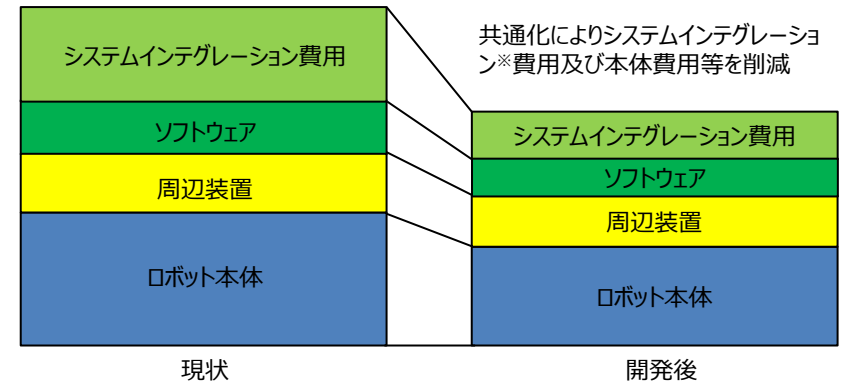 システムインテグレーション費用
ソフトウェア
周辺装置
ロボット本体
現状
共通化によりシステムインテグレーショ
ン※費用及び本体費用等を削減
システムインテグレーション費用
ソフトウェア
周辺装置
ロボット本体
開発後